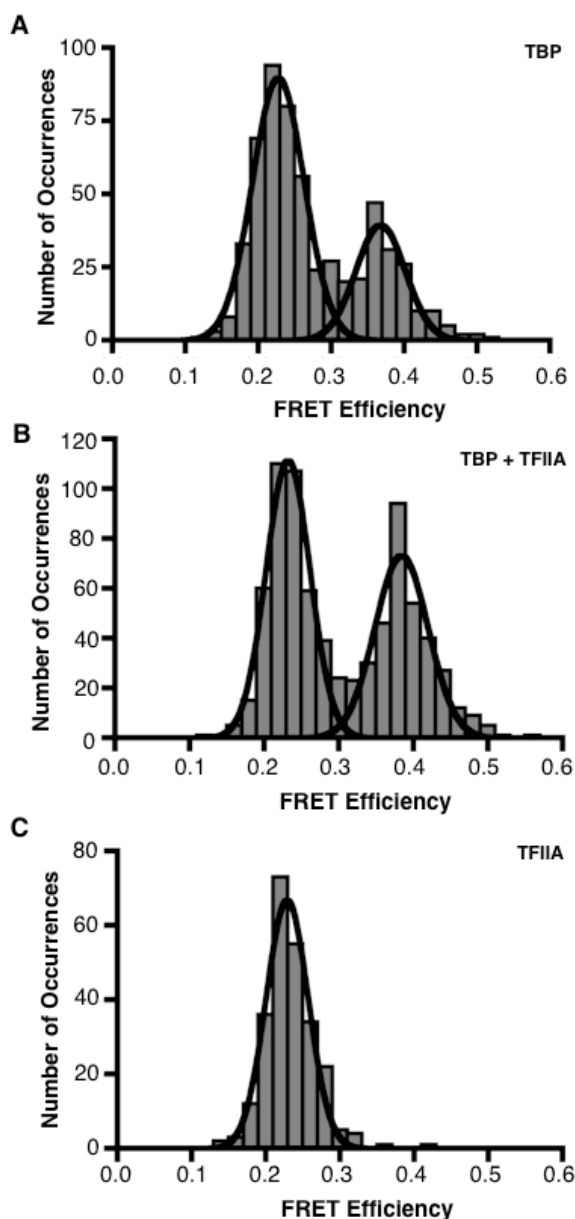 A
TBP
Number of Occurrences
100
75
50
25
0
0.0 0.1 0.2 0.3 0.4 0.5 0.6
FRET Efficiency
B
TBP + TFIIA
Number of Occurrences
120
100
80
60
40
20
0
0.0 0.1 0.2 0.3 0.4 0.5 0.6
FRET Efficiency
C
TFIIA
Number of Occurrences
80
60
40
20
0
0.0 0.1 0.2 0.3 0.4 0.5 0.6
FRET Efficiency